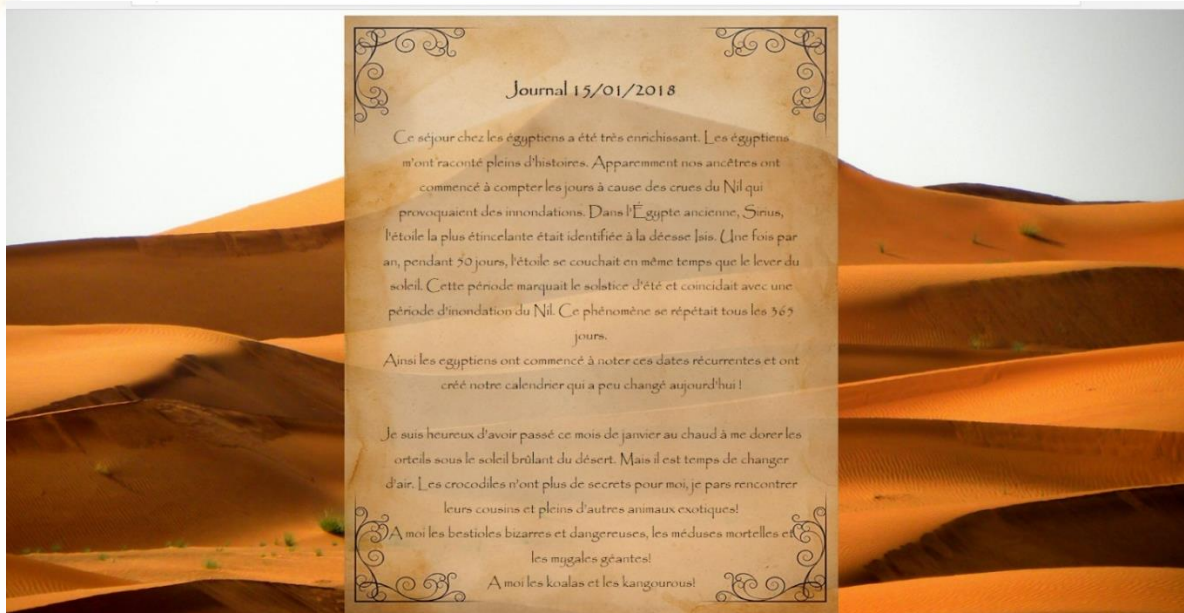 Journal 15/01/2018
Ce séjour chez les égyptiens a été très enrichissant. Les égyptiens
m'ont raconté pleins d'histoires. Apparemment nos ancêtres ont
commencé à compter les jours à cause des crues du Nil qui
provoquaient des innondations. Dans l'Égypte ancienne, Sirius,
l'étoile la plus étincelante était identifiée à la déesse Isis. Une fois par
an, pendant 50 jours, l'étoile se couchait en même temps que le lever du
soleil. Cette période marquait le solstice d'été et coincidait avec une
période d'inondation du Nil. Ce phénomène se répétait tous les 365
jours.
Ainsi les egyptiens ont commencé à noter ces dates récurrentes et ont
créé notre calendrier qui a peu changé aujourd'hui !
Je suis heureux d'avoir passé ce mois de janvier au chaud à me dorer les
orteils sous le soleil brûlant du désert. Mais il est temps de changer
d'air. Les crocodiles n'ont plus de secrets pour moi, je pars rencontrer
leurs cousins et pleins d'autres animaux exotiques!
A moi les bestioles bizarres et dangereuses, les méduses mortelles et
les mygales géantes!
A moi les koalas et les kangourous!